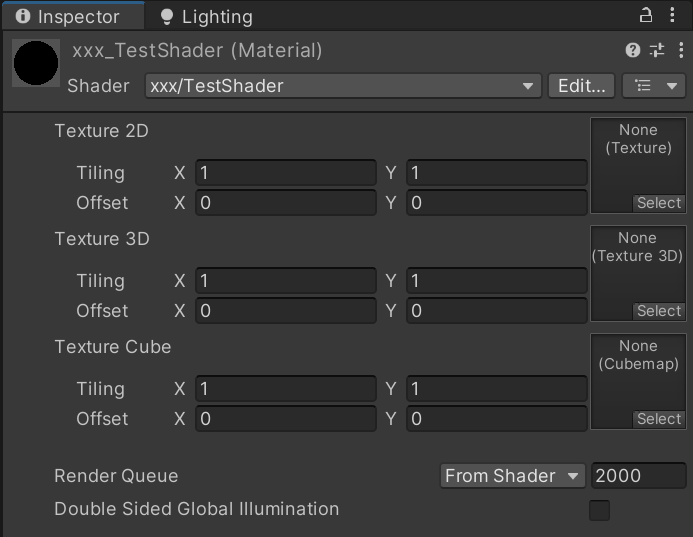 Inspector
Lighting
xxx_TestShader (Material)
Shader xxx/TestShader Edit...
Texture 2D
None
(Texture)
Tiling X 1 Y 1
Offset X 0 Y 0
Select
Texture 3D
None
(Texture 3D)
Tiling X 1 Y 1
Offset X 0 Y 0
Select
Texture Cube
None
(Cubemap)
Tiling X 1 Y 1
Offset X 0 Y 0
Select
Render Queue From Shader 2000
Double Sided Global Illumination